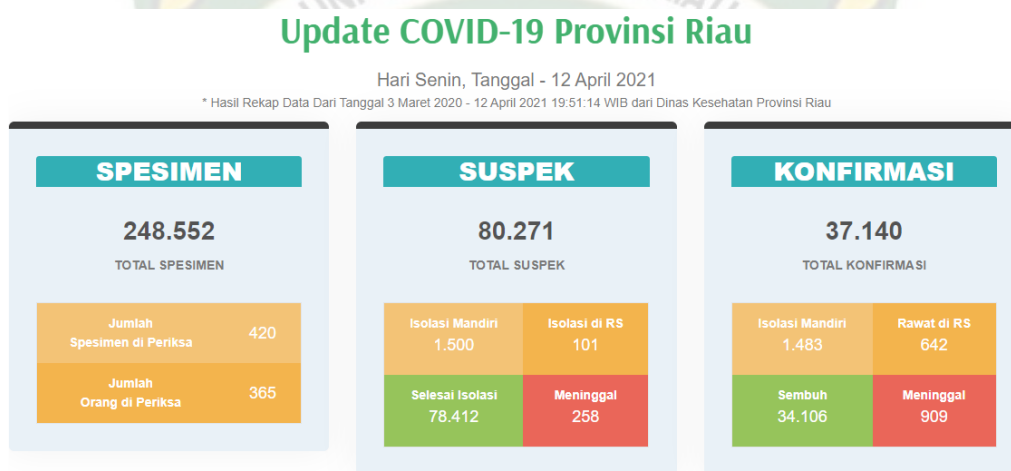 Update COVID-19 Provinsi Riau
Hari Senin, Tanggal - 12 April 2021
* Hasil Rekap Data Dari Tanggal 3 Maret 2020 - 12 April 2021 19:51:14 WIB dari Dinas Kesehatan Provinsi Riau
SPESIMEN
248.552
TOTAL SPESIMEN
Jumlah
Spesimen di Periksa
420
Jumlah
Orang di Periksa
365
SUSPEK
80.271
TOTAL SUSPEK
Isolasi Mandiri
1.500
Isolasi di RS
101
Selesai Isolasi
78.412
Meninggal
258
KONFIRMASI
37.140
TOTAL KONFIRMASI
Isolasi Mandiri
1.483
Rawat di RS
642
Sembuh
34.106
Meninggal
909